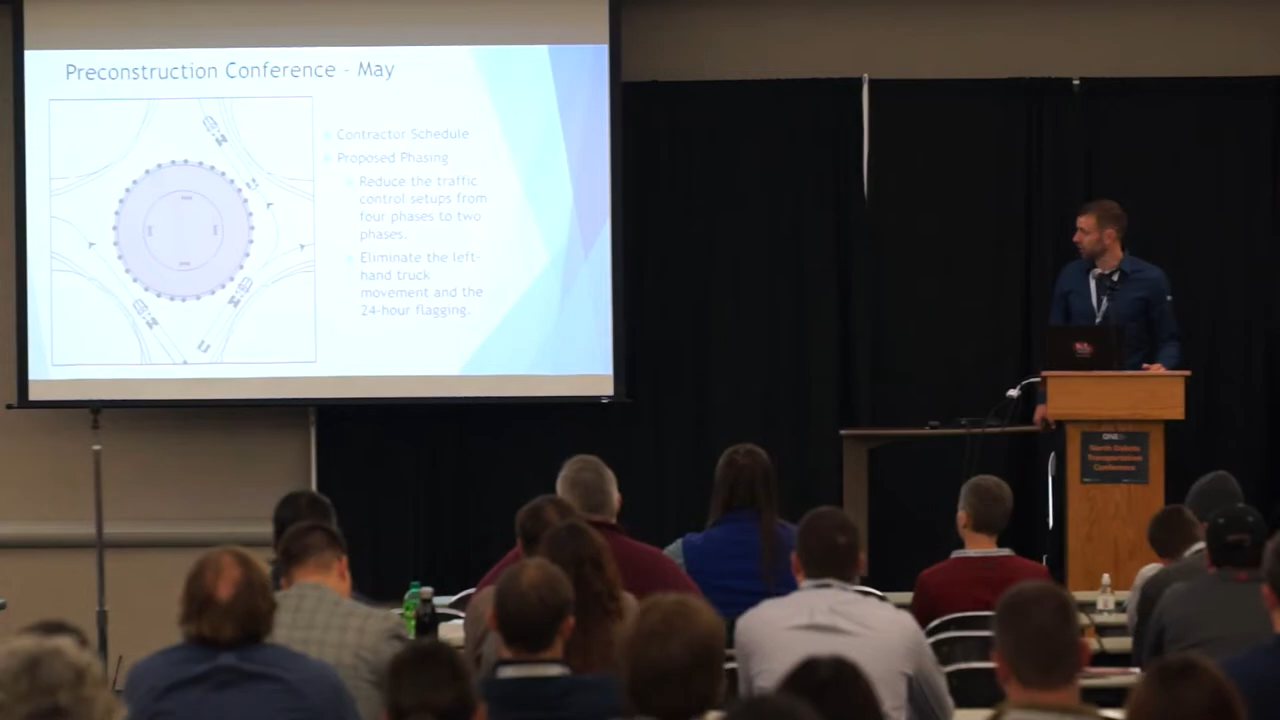 Preconstruction Conference – May
Contractor Schedule
Proposed Phasing
Reduce the traffic
control setups from
four phases to two
phases.
Eliminate the left-
hand truck
movement and the
24-hour flagging.
North Dakota
Transportation
Conference